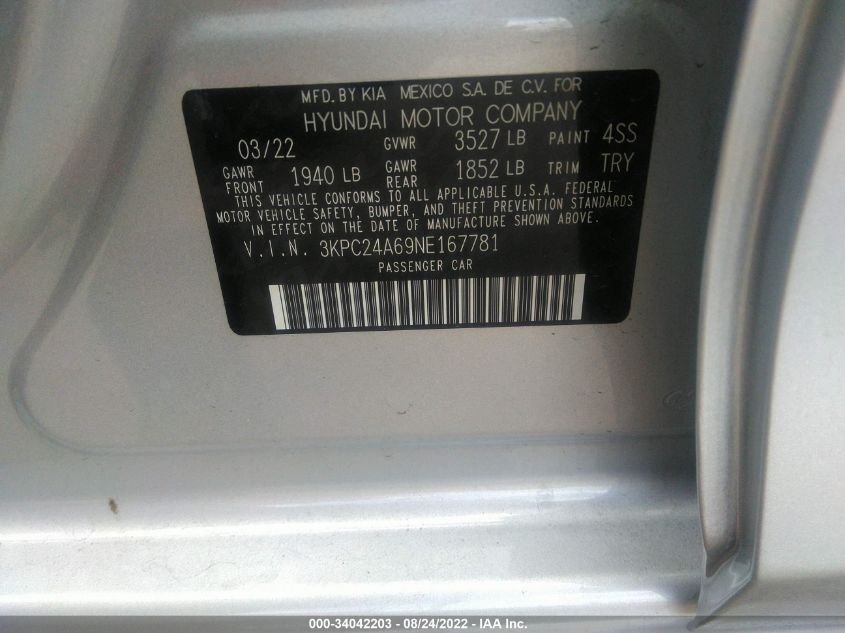 MFD. BY KIA MEXICO S.A. DE C.V. FOR
HYUNDAI MOTOR COMPANY
03/22 GVWR 3527 LB PAINT 4SS
GAWR FRONT 1940 LB GAWR REAR 1852 LB TRIM TRY
THIS VEHICLE CONFORMS TO ALL APPLICABLE U.S.A. FEDERAL
MOTOR VEHICLE SAFETY, BUMPER, AND THEFT PREVENTION STANDARDS
IN EFFECT ON THE DATE OF MANUFACTURE SHOWN ABOVE.
V.I.N. 3KPC24A69NE167781
PASSENGER CAR
000-34042203 - 08/24/2022 - IAA Inc.